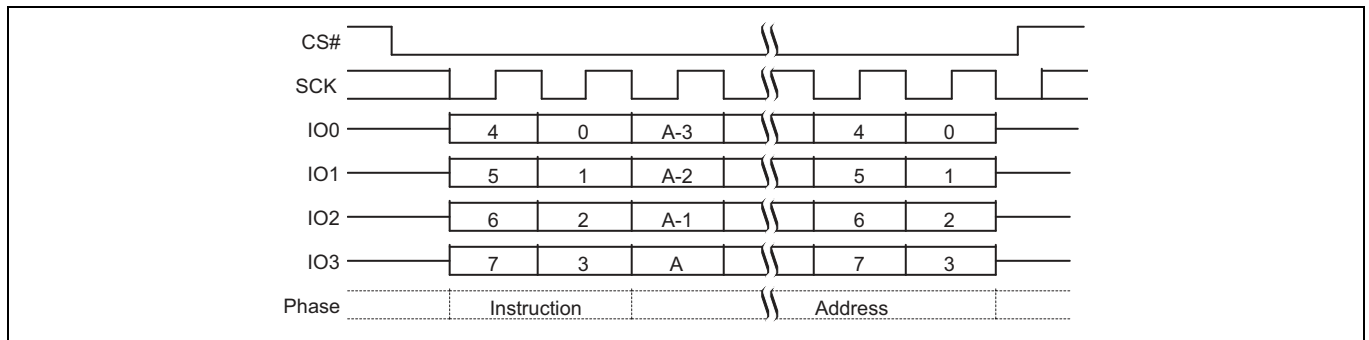 CS#
SCK
IO0 4 0 A-3 4 0
IO1 5 1 A-2 5 1
IO2 6 2 A-1 6 2
IO3 7 3 A 7 3
Phase Instruction Address